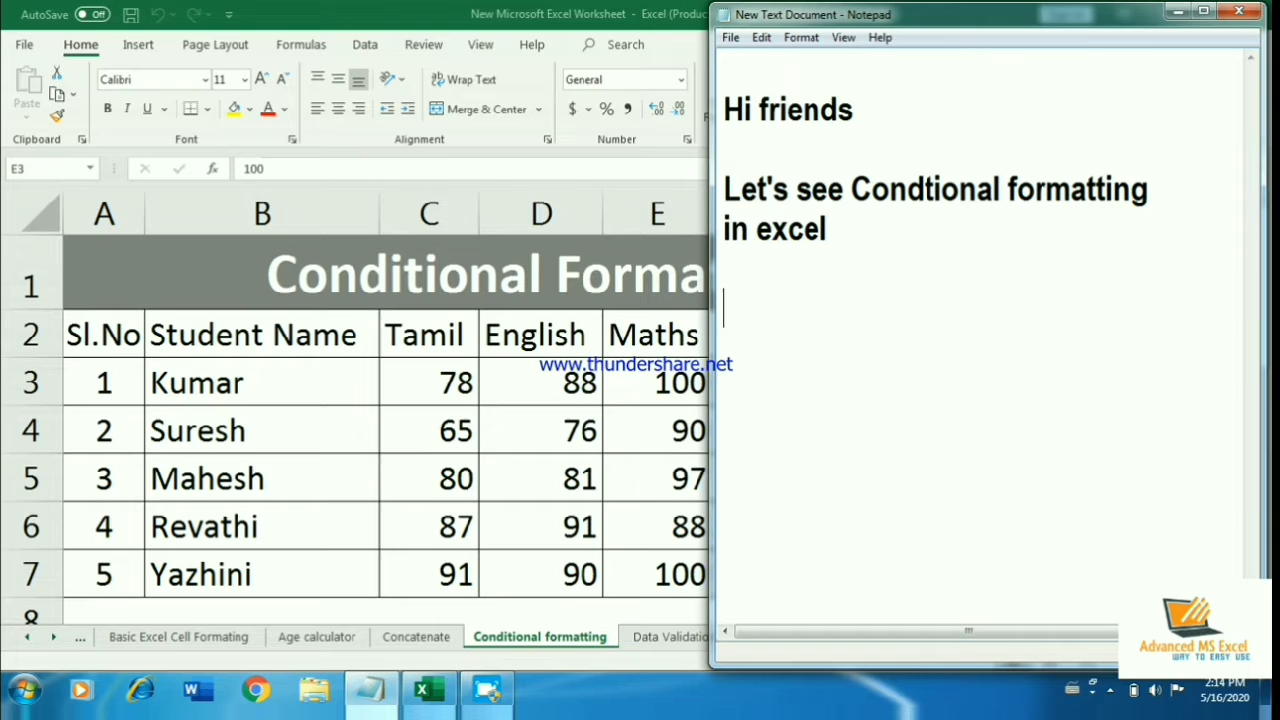 AutoSave Off New Microsoft Excel Worksheet - Excel (Produc
File Home Insert Page Layout Formulas Data Review View Help Search
Calibri 11 Wrap Text General
Paste B I U Merge & Center $ % ,
Clipboard Font Alignment Number
E3 fx 100
A B C D E
1 Conditional Forma
2 Sl.No Student Name Tamil English Maths
3 1 Kumar 78 88 100
4 2 Suresh 65 76 90
5 3 Mahesh 80 81 97
6 4 Revathi 87 91 88
7 5 Yazhini 91 90 100
8
... Basic Excel Cell Formating Age calculator Concatenate Conditional formatting Data Validatio
www.thundershare.net
New Text Document - Notepad
File Edit Format View Help
Hi friends
Let's see Condtional formatting
in excel
Advanced MS Excel
WAY TO EASY USE
2:14 PM
5/16/2020